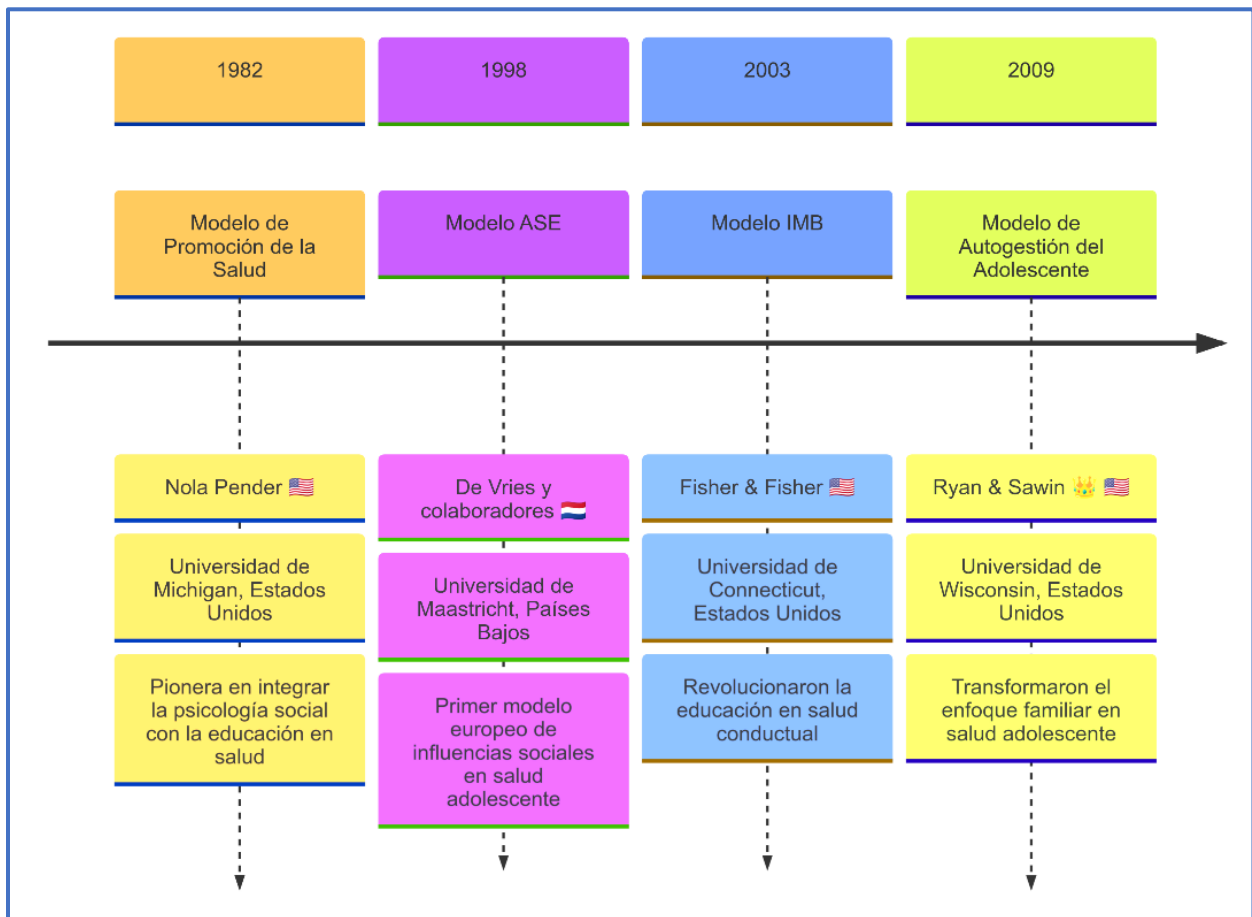 1982
1998
2003
2009
Modelo de
Promoción de la
Salud
Modelo ASE
Modelo IMB
Modelo de
Autogestión del
Adolescente
Nola Pender 🇺🇸
De Vries y
colaboradores 🇳🇱
Fisher & Fisher 🇺🇸
Ryan & Sawin 👑 🇺🇸
Universidad de
Michigan, Estados
Unidos
Universidad de
Maastricht, Países
Bajos
Universidad de
Connecticut,
Estados Unidos
Universidad de
Wisconsin, Estados
Unidos
Pionera en integrar
la psicología social
con la educación en
salud
Primer modelo
europeo de
influencias sociales
en salud
adolescente
Revolucionaron la
educación en salud
conductual
Transformaron el
enfoque familiar en
salud adolescente